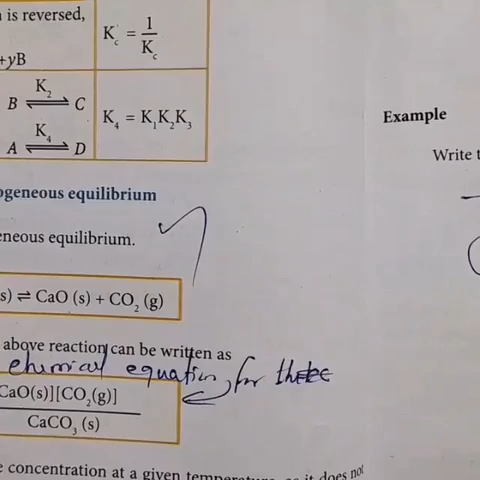 is reversed,
K'c = 1/Kc
+yB
K₂
B ⇌ C
K₄ = K₁K₂K₃
K₄
A ⇌ D
ogeneous equilibrium
eneous equilibrium.
s) ⇌ CaO (s) + CO₂ (g)
above reaction can be written as
chemical equation, for
CaO(s)][CO₂(g)]
CaCO₃ (s)
e concentration at a given temperature, as it does not
Example
Write t